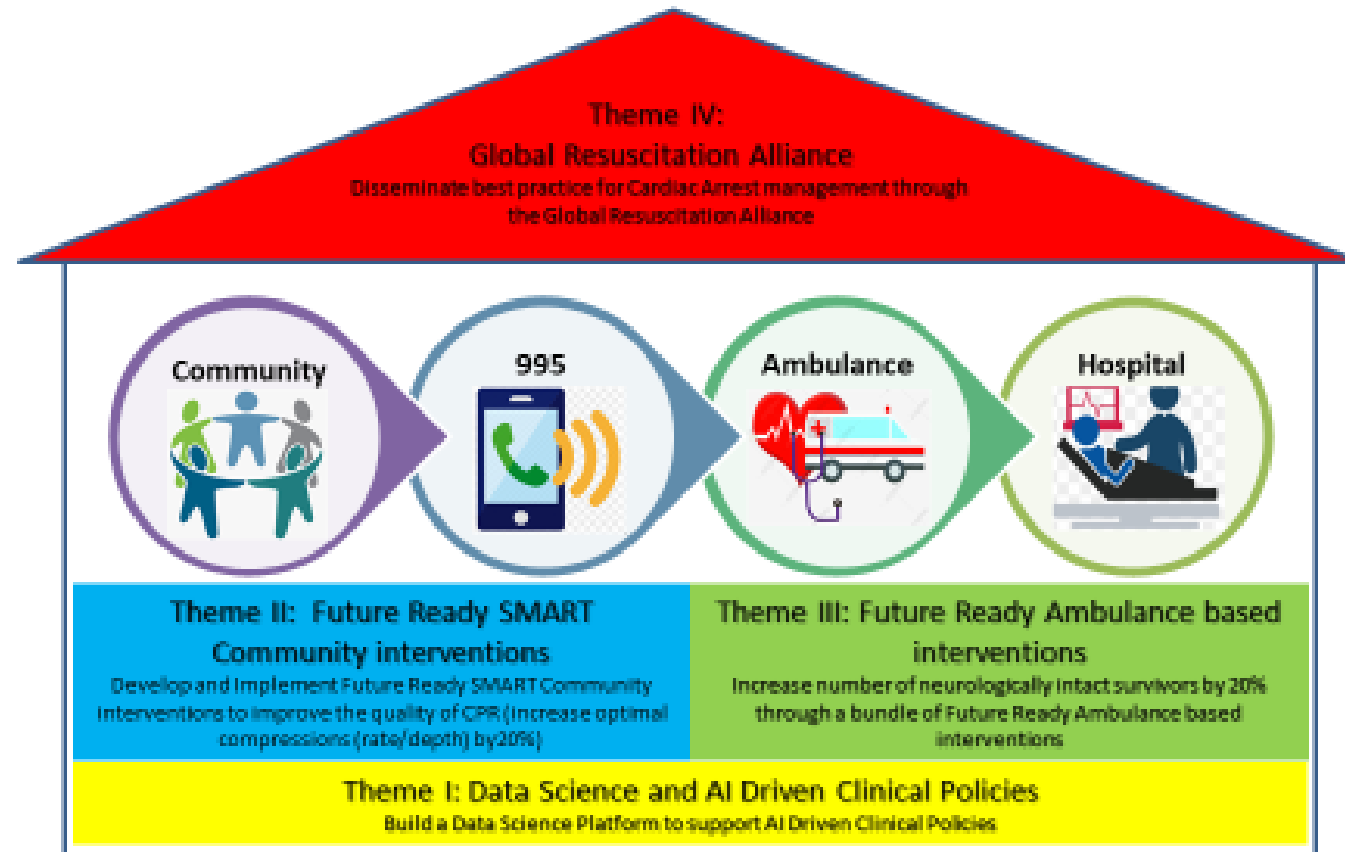 Theme IV:
Global Resuscitation Alliance
Disseminate best practice for Cardiac Arrest management through
the Global Resuscitation Alliance
Community
995
Ambulance
Hospital
Theme II: Future Ready SMART
Community interventions
Develop and Implement Future Ready SMART Community
interventions to improve the quality of CPR (increase optimal
compressions (rate/depth) by20%)
Theme III: Future Ready Ambulance based
interventions
Increase number of neurologically intact survivors by 20%
through a bundle of Future Ready Ambulance based
interventions
Theme I: Data Science and AI Driven Clinical Policies
Build a Data Science Platform to support AI Driven Clinical Policies